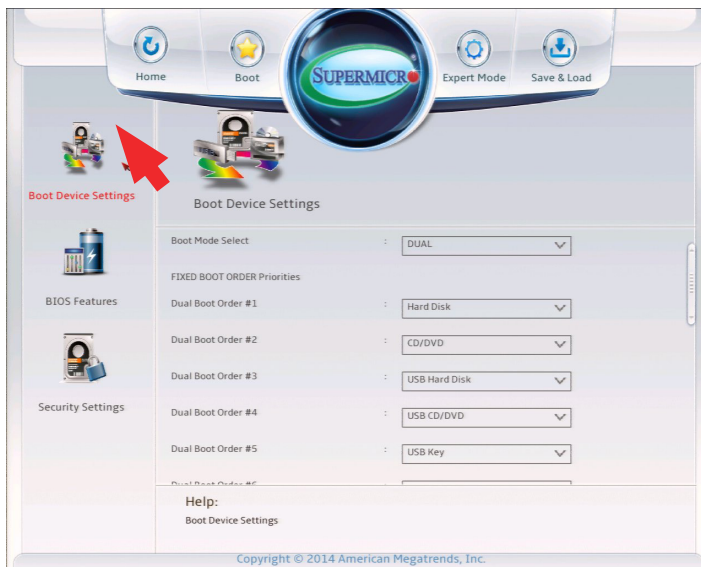 Home
Boot
SUPERMICRO
Expert Mode
Save & Load
Boot Device Settings
BIOS Features
Security Settings
Boot Device Settings
Boot Mode Select : DUAL
FIXED BOOT ORDER Priorities
Dual Boot Order #1 : Hard Disk
Dual Boot Order #2 : CD/DVD
Dual Boot Order #3 : USB Hard Disk
Dual Boot Order #4 : USB CD/DVD
Dual Boot Order #5 : USB Key
Help:
Boot Device Settings
Copyright © 2014 American Megatrends, Inc.